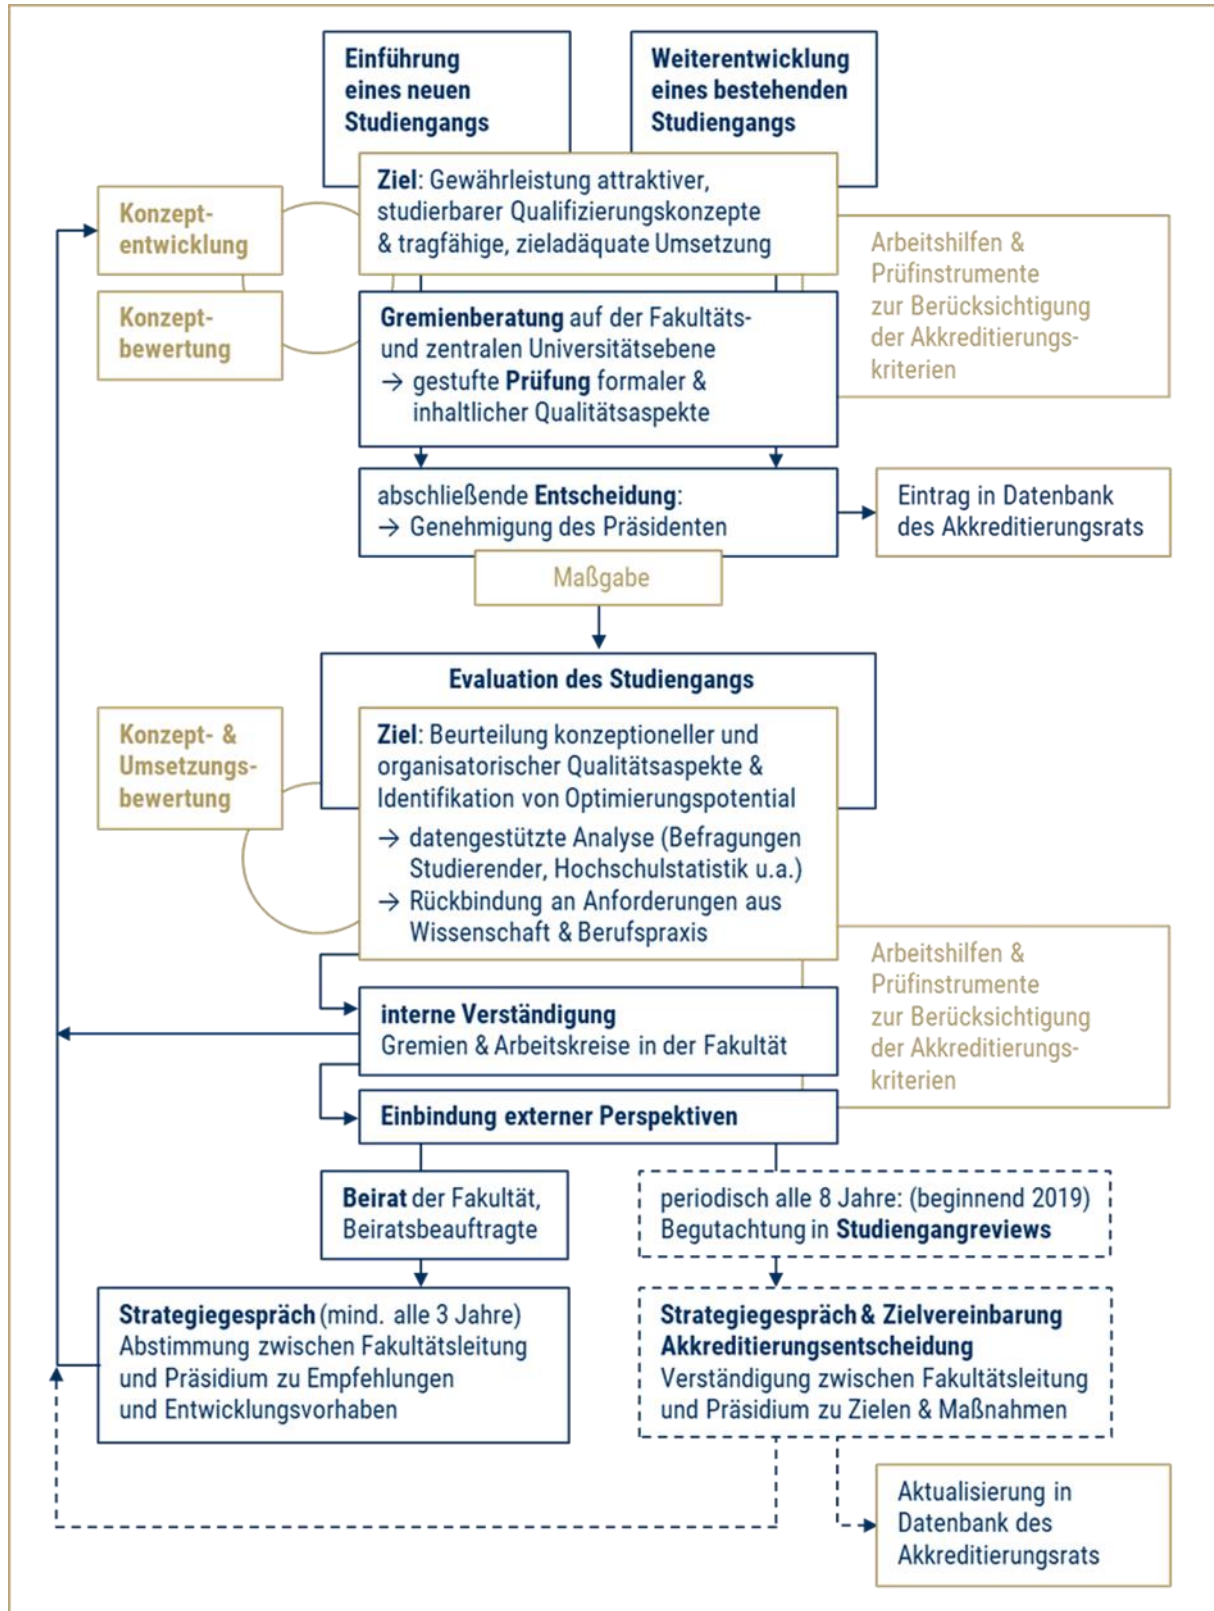 Einführung
eines neuen
Studiengangs
Weiterentwicklung
eines bestehenden
Studiengangs
Ziel: Gewährleistung attraktiver,
studierbarer Qualifizierungskonzepte
& tragfähige, zieladäquate Umsetzung
Konzept-
entwicklung
Konzept-
bewertung
Arbeitshilfen &
Prüfinstrumente
zur Berücksichtigung
der Akkreditierungs-
kriterien
Gremienberatung auf der Fakultäts-
und zentralen Universitätsebene
→ gestufte Prüfung formaler &
inhaltlicher Qualitätsaspekte
abschließende Entscheidung:
→ Genehmigung des Präsidenten
Eintrag in Datenbank
des Akkreditierungsrats
Maßgabe
Evaluation des Studiengangs
Konzept- &
Umsetzungs-
bewertung
Ziel: Beurteilung konzeptioneller und
organisatorischer Qualitätsaspekte &
Identifikation von Optimierungspotential
→ datengestützte Analyse (Befragungen
Studierender, Hochschulstatistik u.a.)
→ Rückbindung an Anforderungen aus
Wissenschaft & Berufspraxis
Arbeitshilfen &
Prüfinstrumente
zur Berücksichtigung
der Akkreditierungs-
kriterien
interne Verständigung
Gremien & Arbeitskreise in der Fakultät
Einbindung externer Perspektiven
Beirat der Fakultät,
Beiratsbeauftragte
periodisch alle 8 Jahre: (beginnend 2019)
Begutachtung in Studiengangreviews
Strategiegespräch (mind. alle 3 Jahre)
Abstimmung zwischen Fakultätsleitung
und Präsidium zu Empfehlungen
und Entwicklungsvorhaben
Strategiegespräch & Zielvereinbarung
Akkreditierungsentscheidung
Verständigung zwischen Fakultätsleitung
und Präsidium zu Zielen & Maßnahmen
Aktualisierung in
Datenbank des
Akkreditierungsrats